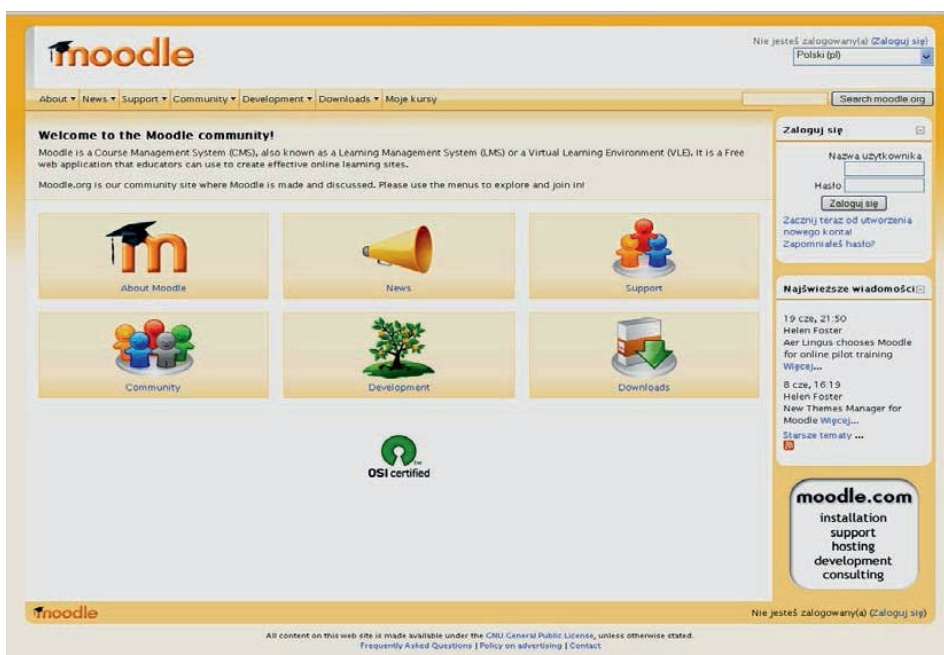 moodle
Nie jesteś zalogowany(a) (Zaloguj się)
Polski (pl)
About News Support Community Development Downloads Moje kursy
Search moodle.org
Welcome to the Moodle community!
Moodle is a Course Management System (CMS), also known as a Learning Management System (LMS) or a Virtual Learning Environment (VLE). It is a Free
web application that educators can use to create effective online learning sites.
Moodle.org is our community site where Moodle is made and discussed. Please use the menus to explore and join in!
m
About Moodle
News
Support
Community
Development
Downloads
OSI certified
TM
Zaloguj się
Nazwa użytkownika
Hasło
Zaloguj się
Zacznij teraz od utworzenia
nowego konta!
Zapomniałeś hasło?
Najświeższe wiadomości
19 cze, 21:50
Helen Foster
Aer Lingus chooses Moodle
for online pilot training
Więcej...
8 cze, 16:19
Helen Foster
New Themes Manager for
Moodle Więcej...
Starsze tematy ...
moodle.com
installation
support
hosting
development
consulting
moodle
Nie jesteś zalogowany(a) (Zaloguj się)
All content on this web site is made available under the GNU General Public License, unless otherwise stated.
Frequently Asked Questions | Policy on advertising | Contact